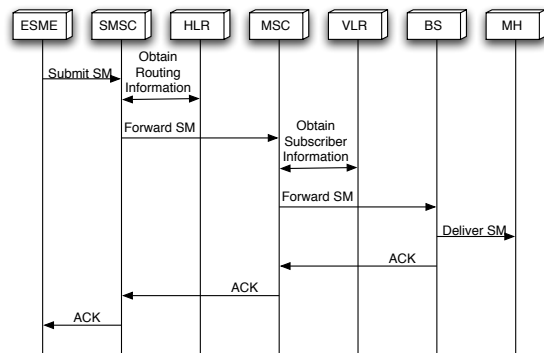 ESME SMSC HLR MSC VLR BS MH
Submit SM
Obtain
Routing
Information
Forward SM
Obtain
Subscriber
Information
Forward SM
Deliver SM
ACK
ACK
ACK